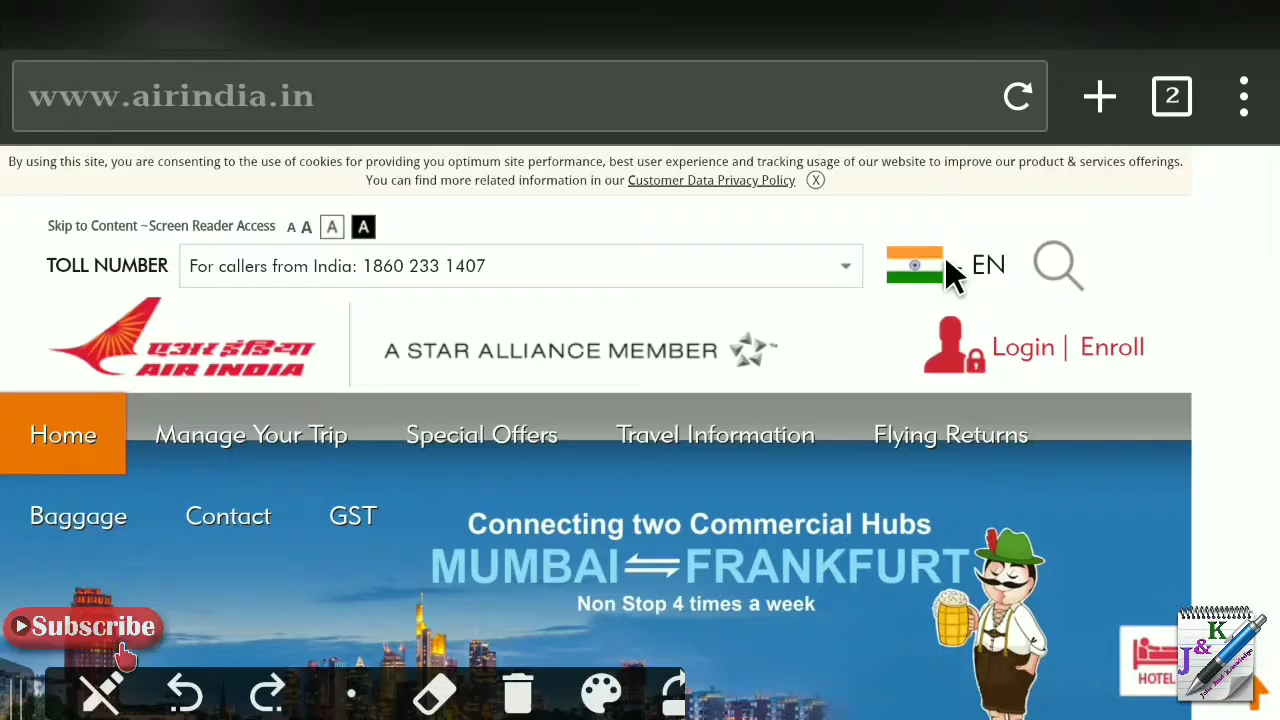 www.airindia.in
2
By using this site, you are consenting to the use of cookies for providing you optimum site performance, best user experience and tracking usage of our website to improve our product & services offerings.
You can find more related information in our Customer Data Privacy Policy X
Skip to Content ~Screen Reader Access A A A A
TOLL NUMBER For callers from India: 1860 233 1407 EN
एअर इंडिया
AIR INDIA
A STAR ALLIANCE MEMBER
Login | Enroll
Home Manage Your Trip Special Offers Travel Information Flying Returns
Baggage Contact GST
Connecting two Commercial Hubs
MUMBAI FRANKFURT
Non Stop 4 times a week
Subscribe
HOTEL
J&K